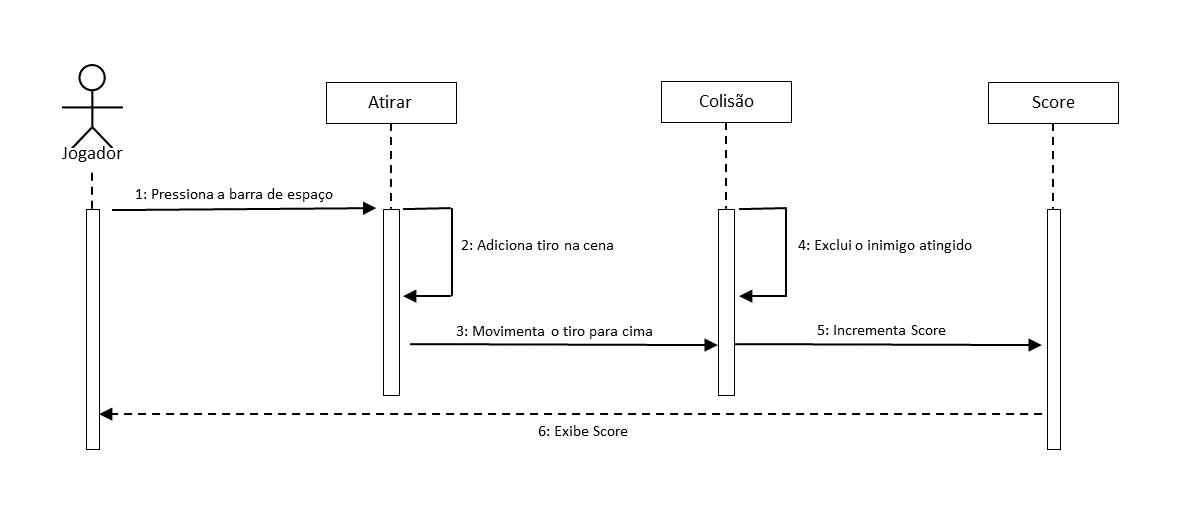 Atirar
Colisão
Score
Jogador
1: Pressiona a barra de espaço
2: Adiciona tiro na cena
4: Exclui o inimigo atingido
3: Movimenta o tiro para cima
5: Incrementa Score
6: Exibe Score